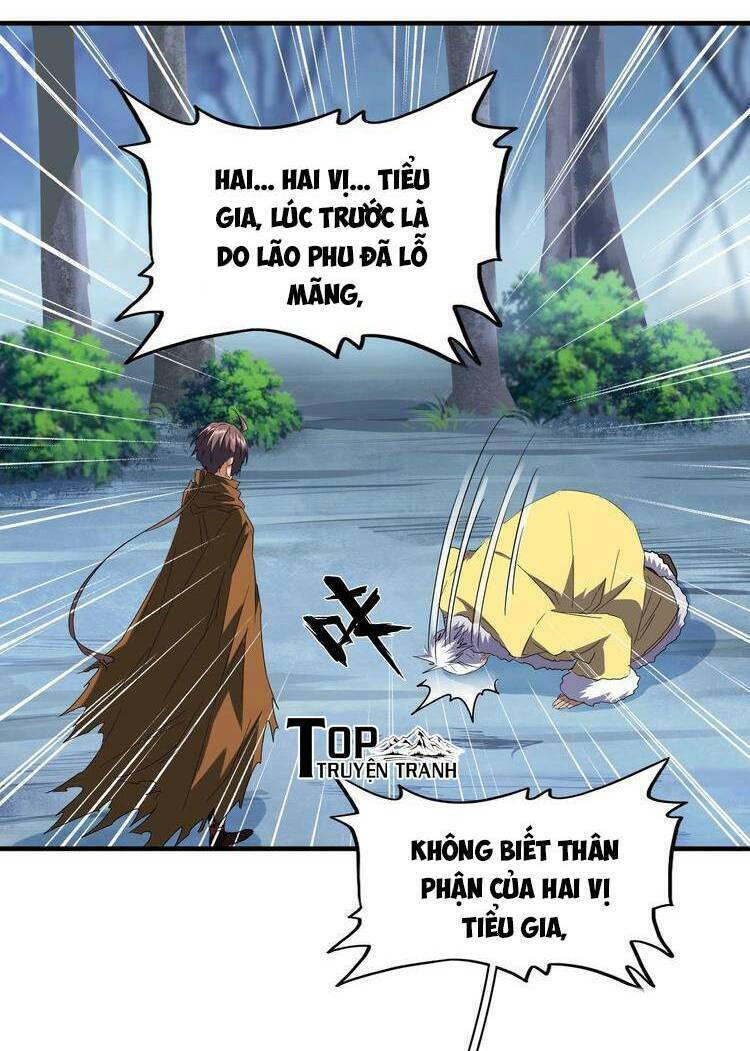 HAI... HAI VỊ... TIỂU
GIA, LÚC TRƯỚC LÀ
DO LÃO PHU ĐÃ LỖ
MÃNG,
TOP
TRUYỆN TRANH
KHÔNG BIẾT THÂN
PHẬN CỦA HAI VỊ
TIỂU GIA,